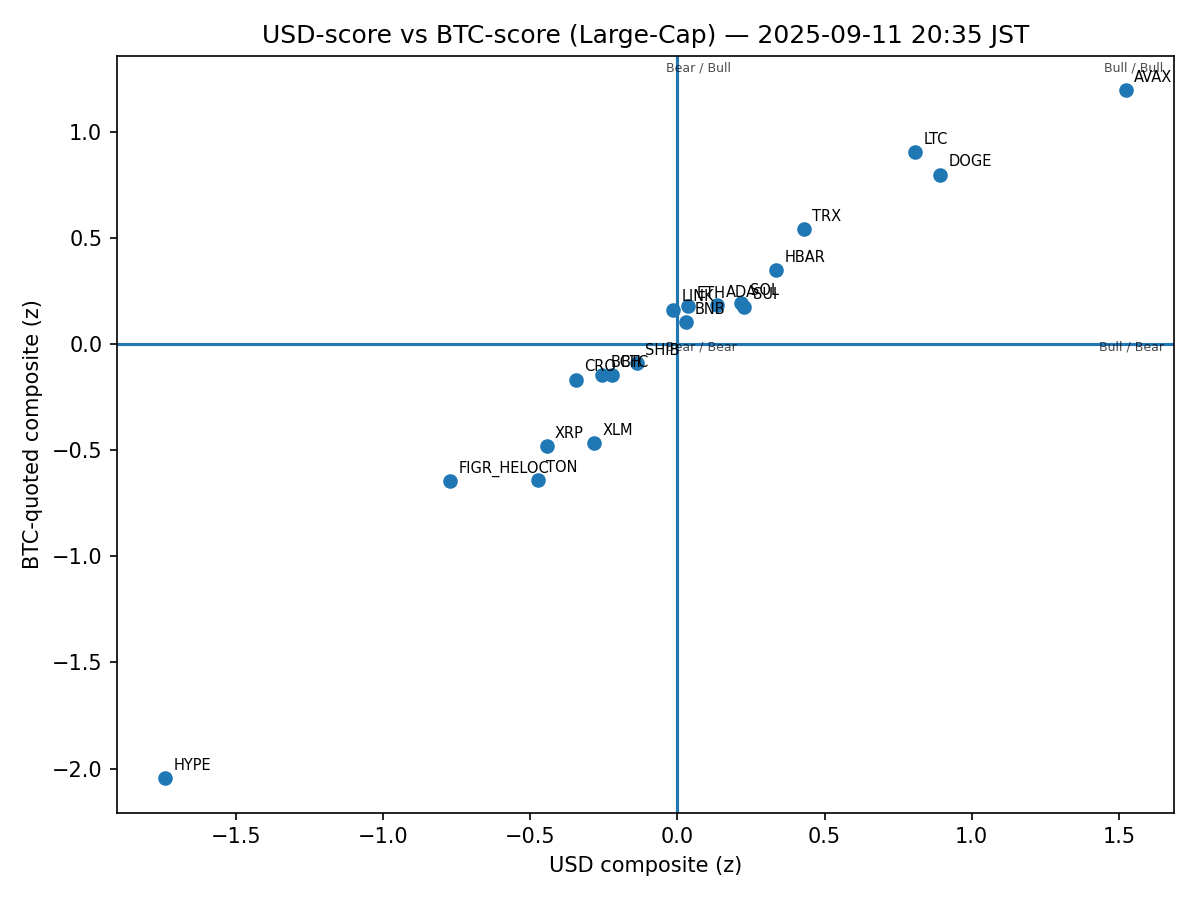 USD-score vs BTC-score (Large-Cap) — 2025-09-11 20:35 JST
Bear / Bull
Bull / Bull
AVAX
LTC
DOGE
TRX
HBAR
LINK
ETH
ADA
SOL
SUI
BNB
SHIB
Bear / Bear
Bull / Bear
CRO
BCH
BTC
XRP
XLM
FIGR_HELOC
TON
HYPE
1.0
0.5
0.0
−0.5
−1.0
−1.5
−2.0
BTC-quoted composite (z)
−1.5
−1.0
−0.5
0.0
0.5
1.0
1.5
USD composite (z)